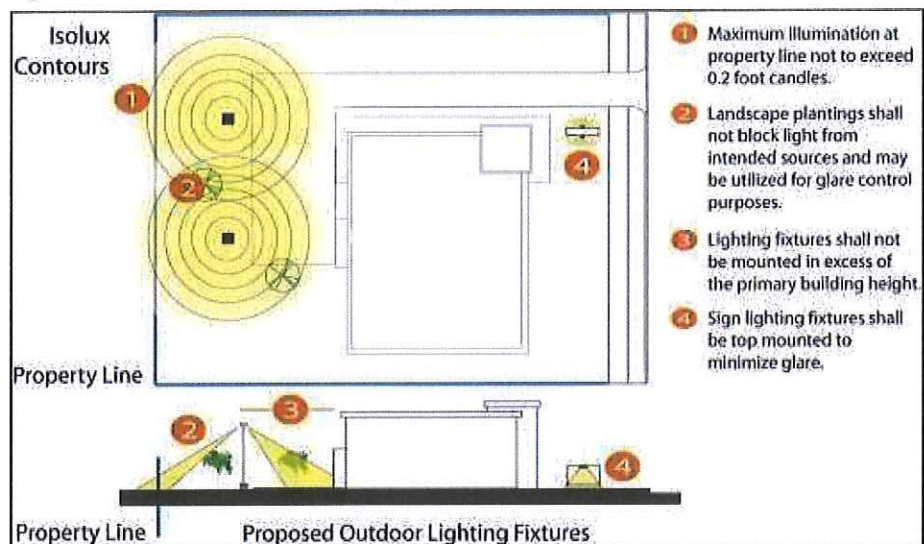 Isolux
Contours
1
2
4
Property Line
1 Maximum illumination at
property line not to exceed
0.2 foot candles.
2 Landscape plantings shall
not block light from
intended sources and may
be utilized for glare control
purposes.
3 Lighting fixtures shall not
be mounted in excess of
the primary building height.
4 Sign lighting fixtures shall
be top mounted to
minimize glare.
2
3
4
Property Line
Proposed Outdoor Lighting Fixtures